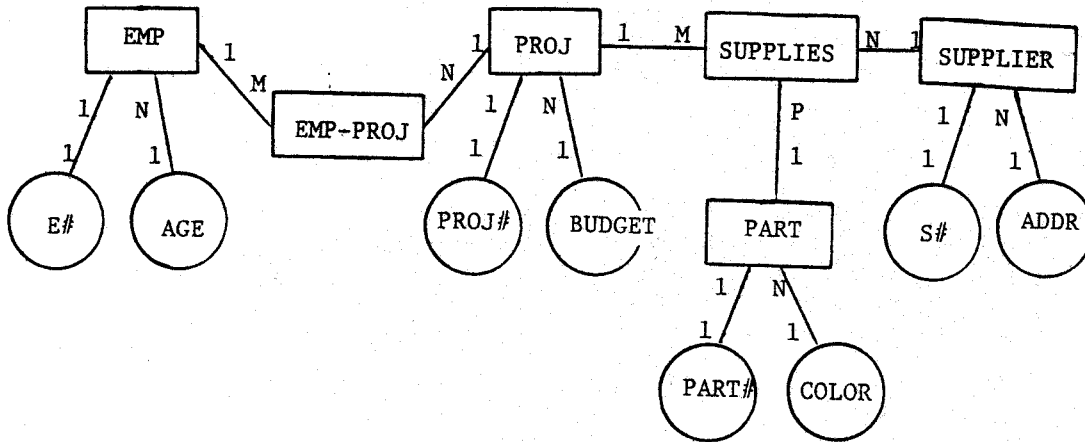 EMP
1
M
EMP-PROJ
N
1
PROJ
1
M
SUPPLIES
N
1
SUPPLIER
1
N
1
1
E#
AGE
1
N
1
1
PROJ#
BUDGET
P
1
PART
1
N
1
1
PART#
COLOR
1
N
1
1
S#
ADDR